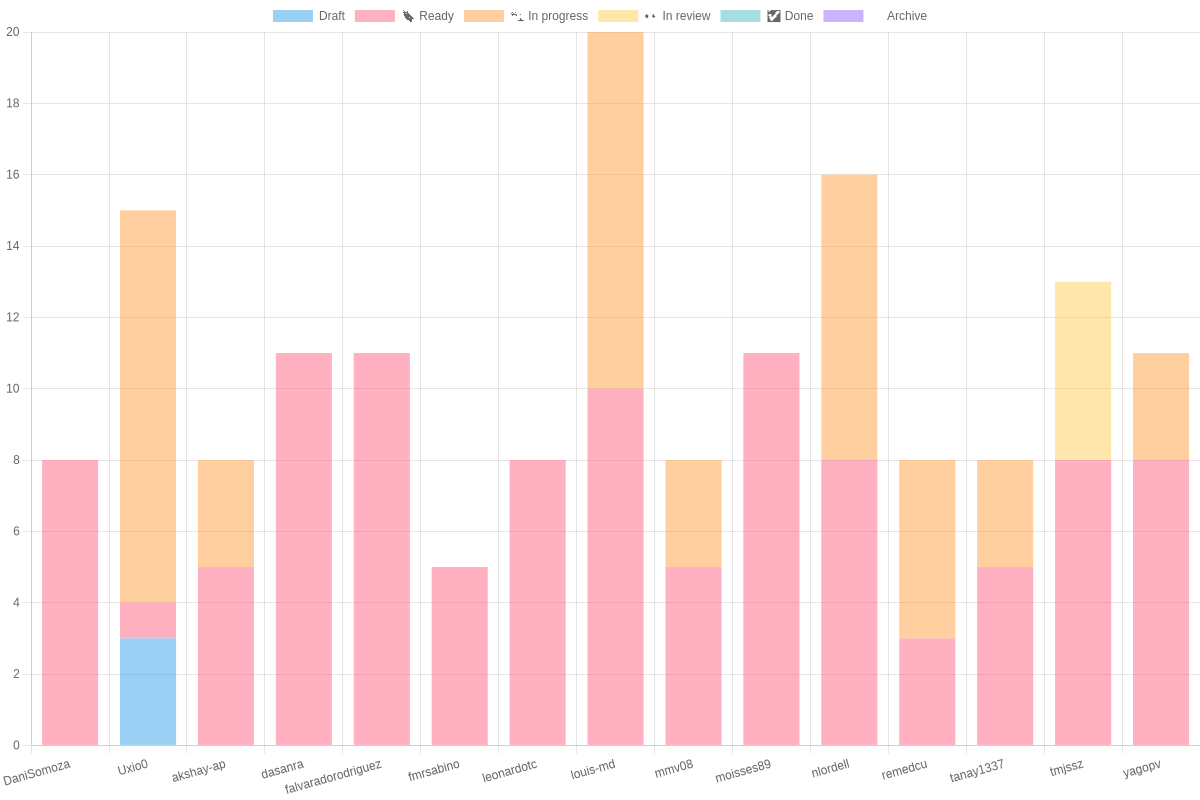 Draft Ready In progress In review Done Archive
20
18
16
14
12
10
8
6
4
2
0
DaniSomoza
Uxio0
akshay-ap
dasanra
falvaradorodriguez
fmrsabino
leonardotc
louis-md
mmv08
moisses89
nlordell
remedcu
tanay1337
tmjssz
yagopv